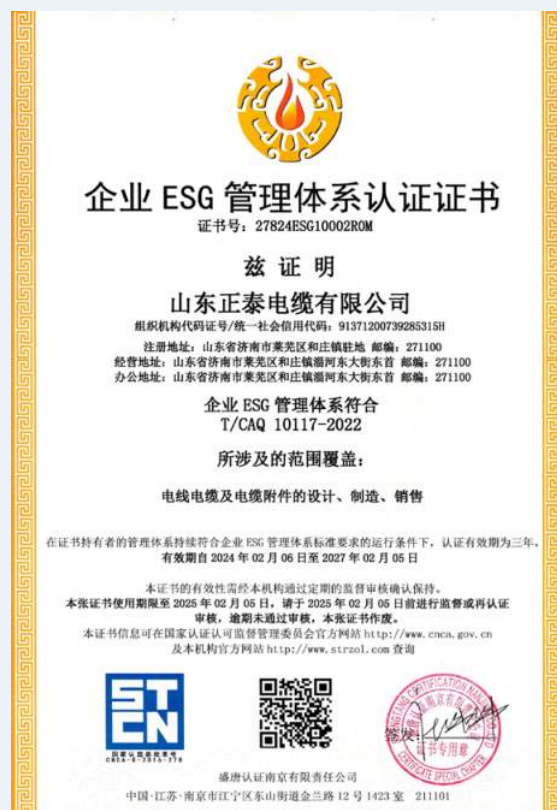 企业 ESG 管理体系认证证书
证书号：27824ESG10002R0M
兹 证 明
山东正泰电缆有限公司
组织机构代码证号/统一社会信用代码：91371200739285315H
注册地址：山东省济南市莱芜区和庄镇驻地 邮编：271100
经营地址：山东省济南市莱芜区和庄镇淄河东大街东首 邮编：271100
办公地址：山东省济南市莱芜区和庄镇淄河东大街东首 邮编：271100
企业 ESG 管理体系符合
T/CAQ 10117-2022
所涉及的范围覆盖：
电线电缆及电缆附件的设计、制造、销售
在证书持有者的管理体系持续符合企业 ESG 管理体系标准要求的运行条件下，认证有效期为三年，
有效期自 2024 年 02 月 06 日至 2027 年 02 月 05 日
本证书的有效性需经本机构通过定期的监督审核确认保持。
本张证书使用期限至 2025 年 02 月 05 日，请于 2025 年 02 月 05 日前进行监督或再认证
审核，逾期未通过审核，本张证书作废。
本证书信息可在国家认证认可监督管理委员会官方网站 http://www.cnca.gov.cn
及本机构官方网站 http://www.strzol.com 查询
ST
CN
国家认监委批准号
CNCA-R-2016-278
签发：
证书专用章
CERTIFICATE SPECIAL CHAPTER
盛唐认证南京有限责任公司
中国·江苏·南京市江宁区东山街道金兰路 12 号 1423 室 211101